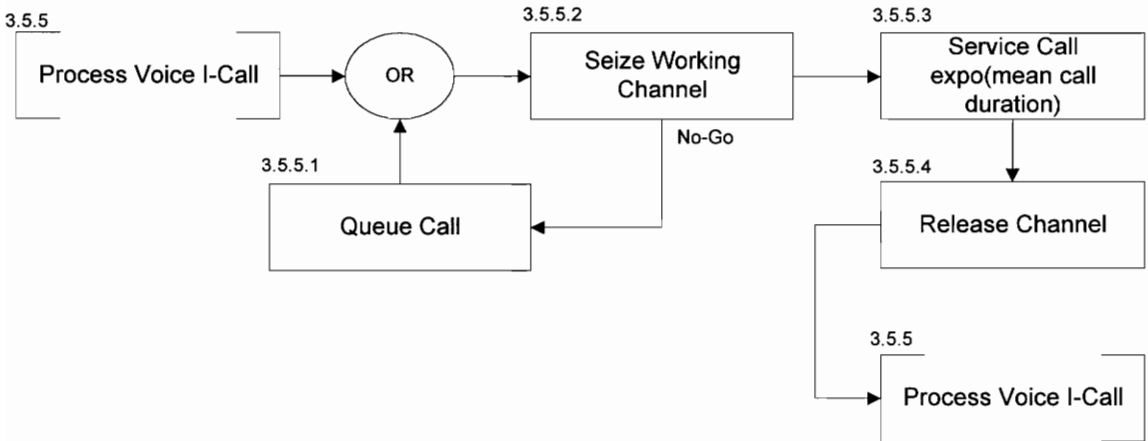 3.5.5
Process Voice I-Call
OR
3.5.5.2
Seize Working
Channel
No-Go
3.5.5.1
Queue Call
3.5.5.3
Service Call
expo(mean call
duration)
3.5.5.4
Release Channel
3.5.5
Process Voice I-Call